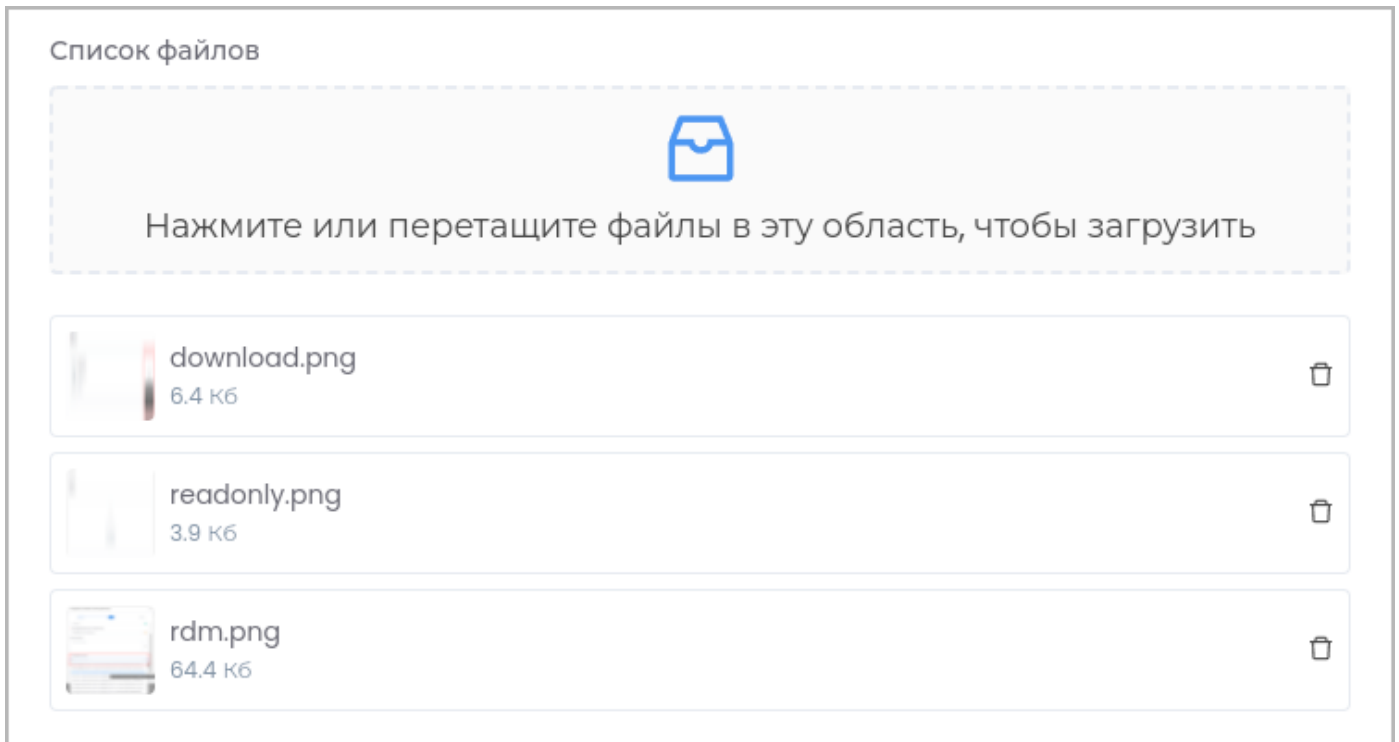 Список файлов
Нажмите или перетащите файлы в эту область, чтобы загрузить
download.png
6.4 Кб
readonly.png
3.9 Кб
rdm.png
64.4 Кб